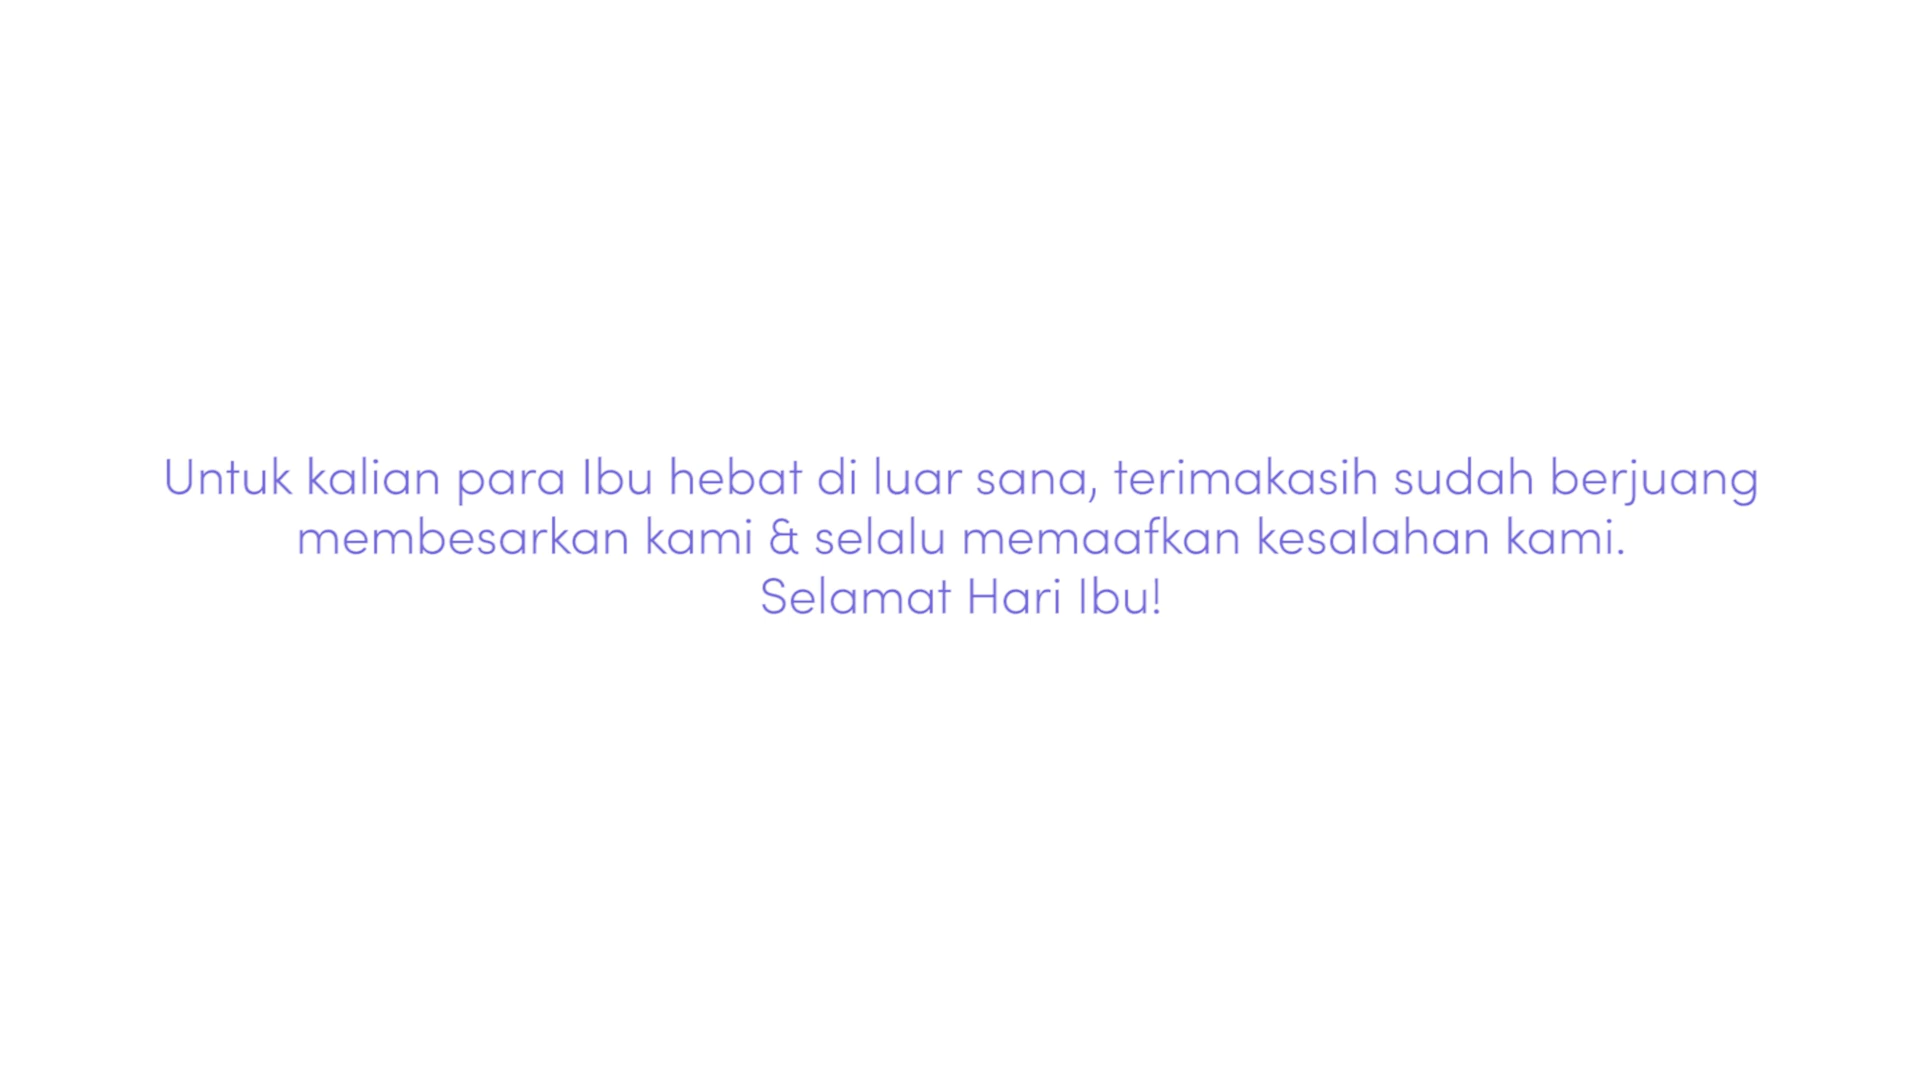 Untuk kalian para Ibu hebat di luar sana, terimakasih sudah berjuang
membesarkan kami & selalu memaafkan kesalahan kami.
Selamat Hari Ibu!